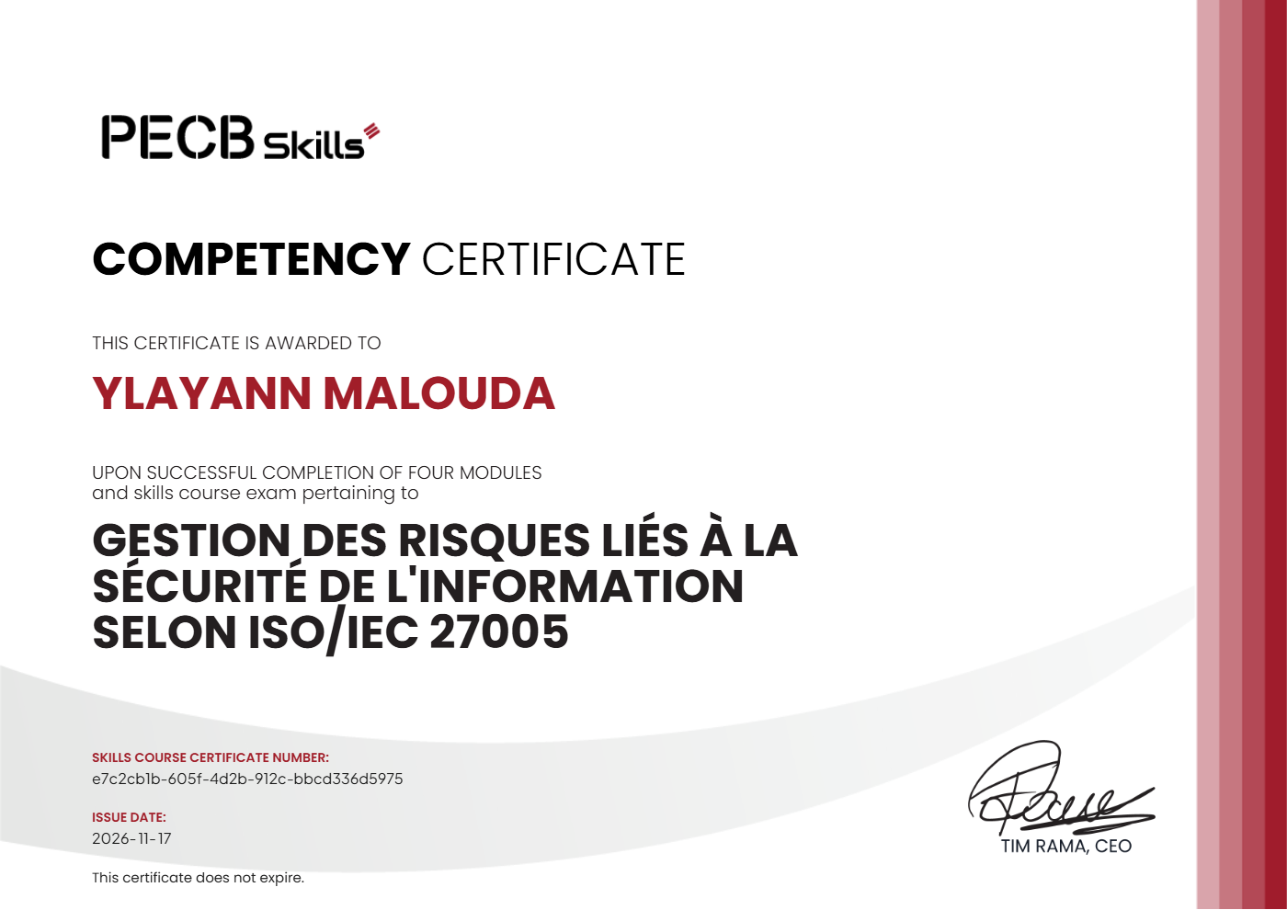 PECB Skills
COMPETENCY CERTIFICATE
THIS CERTIFICATE IS AWARDED TO
YLAYANN MALOUDA
UPON SUCCESSFUL COMPLETION OF FOUR MODULES
and skills course exam pertaining to
GESTION DES RISQUES LIÉS À LA
SÉCURITÉ DE L'INFORMATION
SELON ISO/IEC 27005
SKILLS COURSE CERTIFICATE NUMBER:
e7c2cb1b-605f-4d2b-912c-bbcd336d5975
ISSUE DATE:
2026-11-17
This certificate does not expire.
TIM RAMA, CEO